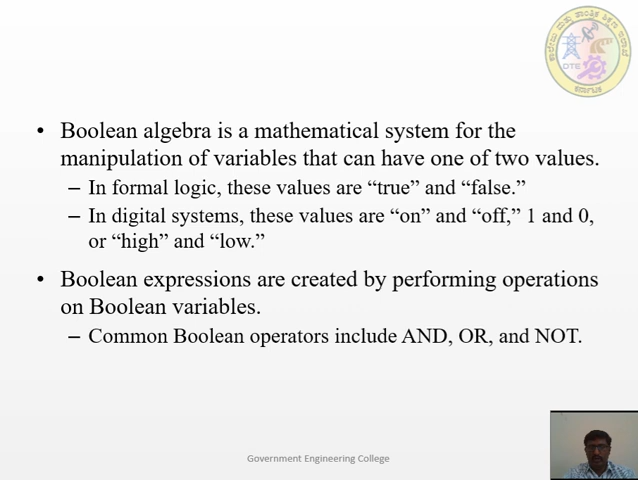 DTE
• Boolean algebra is a mathematical system for the
manipulation of variables that can have one of two values.
– In formal logic, these values are “true” and “false.”
– In digital systems, these values are “on” and “off,” 1 and 0,
or “high” and “low.”
• Boolean expressions are created by performing operations
on Boolean variables.
– Common Boolean operators include AND, OR, and NOT.
Government Engineering College